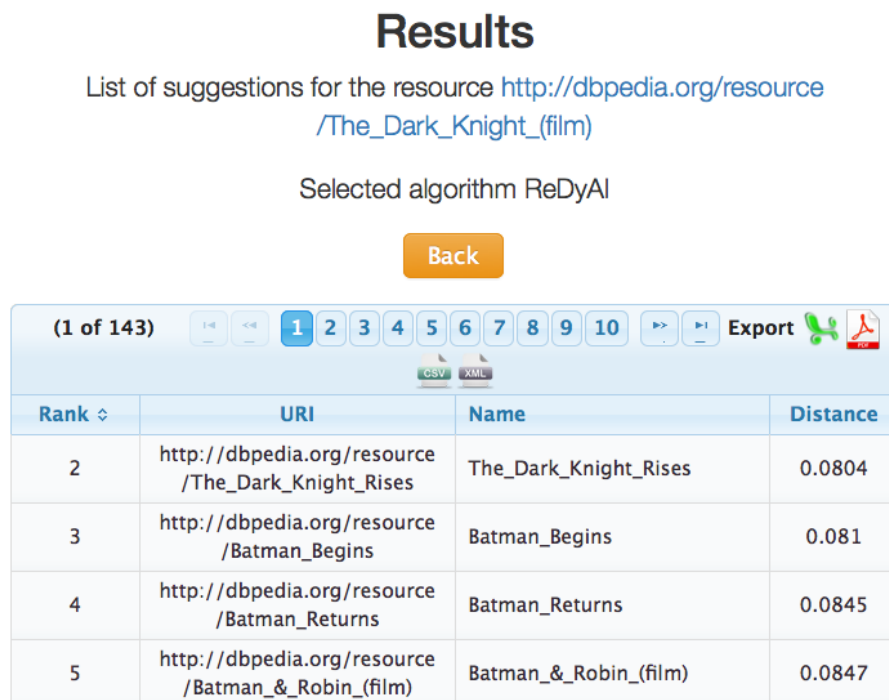 Results
List of suggestions for the resource http://dbpedia.org/resource
/The_Dark_Knight_(film)
Selected algorithm ReDyAl
Back
(1 of 143) 1 2 3 4 5 6 7 8 9 10 Export PDF
CSV XML
Rank URI Name Distance
2 http://dbpedia.org/resource The_Dark_Knight_Rises 0.0804
/The_Dark_Knight_Rises
3 http://dbpedia.org/resource Batman_Begins 0.081
/Batman_Begins
4 http://dbpedia.org/resource Batman_Returns 0.0845
/Batman_Returns
5 http://dbpedia.org/resource Batman_&_Robin_(film) 0.0847
/Batman_&_Robin_(film)